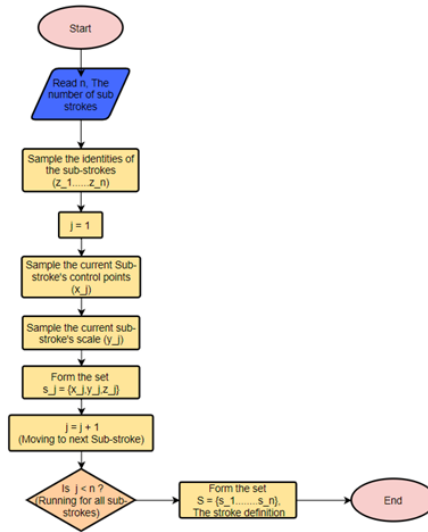 Start
Read n, The
number of sub
strokes
Sample the identities of
the sub-strokes
(z_1......z_n)
j = 1
Sample the current Sub-
stroke's control points
(x_j)
Sample the current sub-
stroke's scale (y_j)
Form the set
s_j = {x_j.y_j.z_j}
j = j + 1
(Moving to next Sub-stroke)
Is j < n ?
(Running for all sub-
strokes)
Form the set
S = {s_1........s_n}.
The stroke definition
End